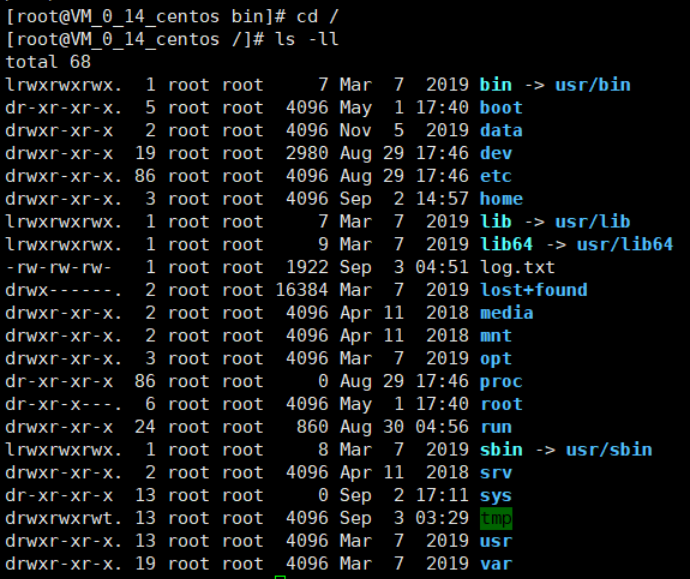 [root@VM_0_14_centos bin]# cd /
[root@VM_0_14_centos /]# ls -ll
total 68
lrwxrwxrwx.  1 root root     7 Mar  7  2019 bin -> usr/bin
dr-xr-xr-x.  5 root root  4096 May  1 17:40 boot
drwxr-xr-x   2 root root  4096 Nov  5  2019 data
drwxr-xr-x  19 root root  2980 Aug 29 17:46 dev
drwxr-xr-x. 86 root root  4096 Aug 29 17:46 etc
drwxr-xr-x.  3 root root  4096 Sep  2 14:57 home
lrwxrwxrwx.  1 root root     7 Mar  7  2019 lib -> usr/lib
lrwxrwxrwx.  1 root root     9 Mar  7  2019 lib64 -> usr/lib64
-rw-rw-rw-   1 root root  1922 Sep  3 04:51 log.txt
drwx------.  2 root root 16384 Mar  7  2019 lost+found
drwxr-xr-x.  2 root root  4096 Apr 11  2018 media
drwxr-xr-x.  2 root root  4096 Apr 11  2018 mnt
drwxr-xr-x.  3 root root  4096 Mar  7  2019 opt
dr-xr-xr-x  86 root root     0 Aug 29 17:46 proc
dr-xr-x---.  6 root root  4096 May  1 17:40 root
drwxr-xr-x  24 root root   860 Aug 30 04:56 run
lrwxrwxrwx.  1 root root     8 Mar  7  2019 sbin -> usr/sbin
drwxr-xr-x.  2 root root  4096 Apr 11  2018 srv
dr-xr-xr-x  13 root root     0 Sep  2 17:11 sys
drwxrwxrwt. 13 root root  4096 Sep  3 03:29 tmp
drwxr-xr-x. 13 root root  4096 Mar  7  2019 usr
drwxr-xr-x. 19 root root  4096 Mar  7  2019 var